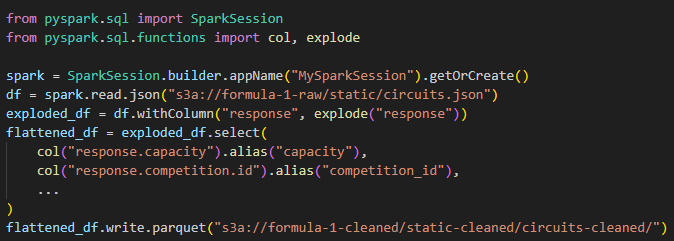 from pyspark.sql import SparkSession
from pyspark.sql.functions import col, explode

spark = SparkSession.builder.appName("MySparkSession").getOrCreate()
df = spark.read.json("s3a://formula-1-raw/static/circuits.json")
exploded_df = df.withColumn("response", explode("response"))
flattened_df = exploded_df.select(
    col("response.capacity").alias("capacity"),
    col("response.competition.id").alias("competition_id"),
    ...
)
flattened_df.write.parquet("s3a://formula-1-cleaned/static-cleaned/circuits-cleaned/")